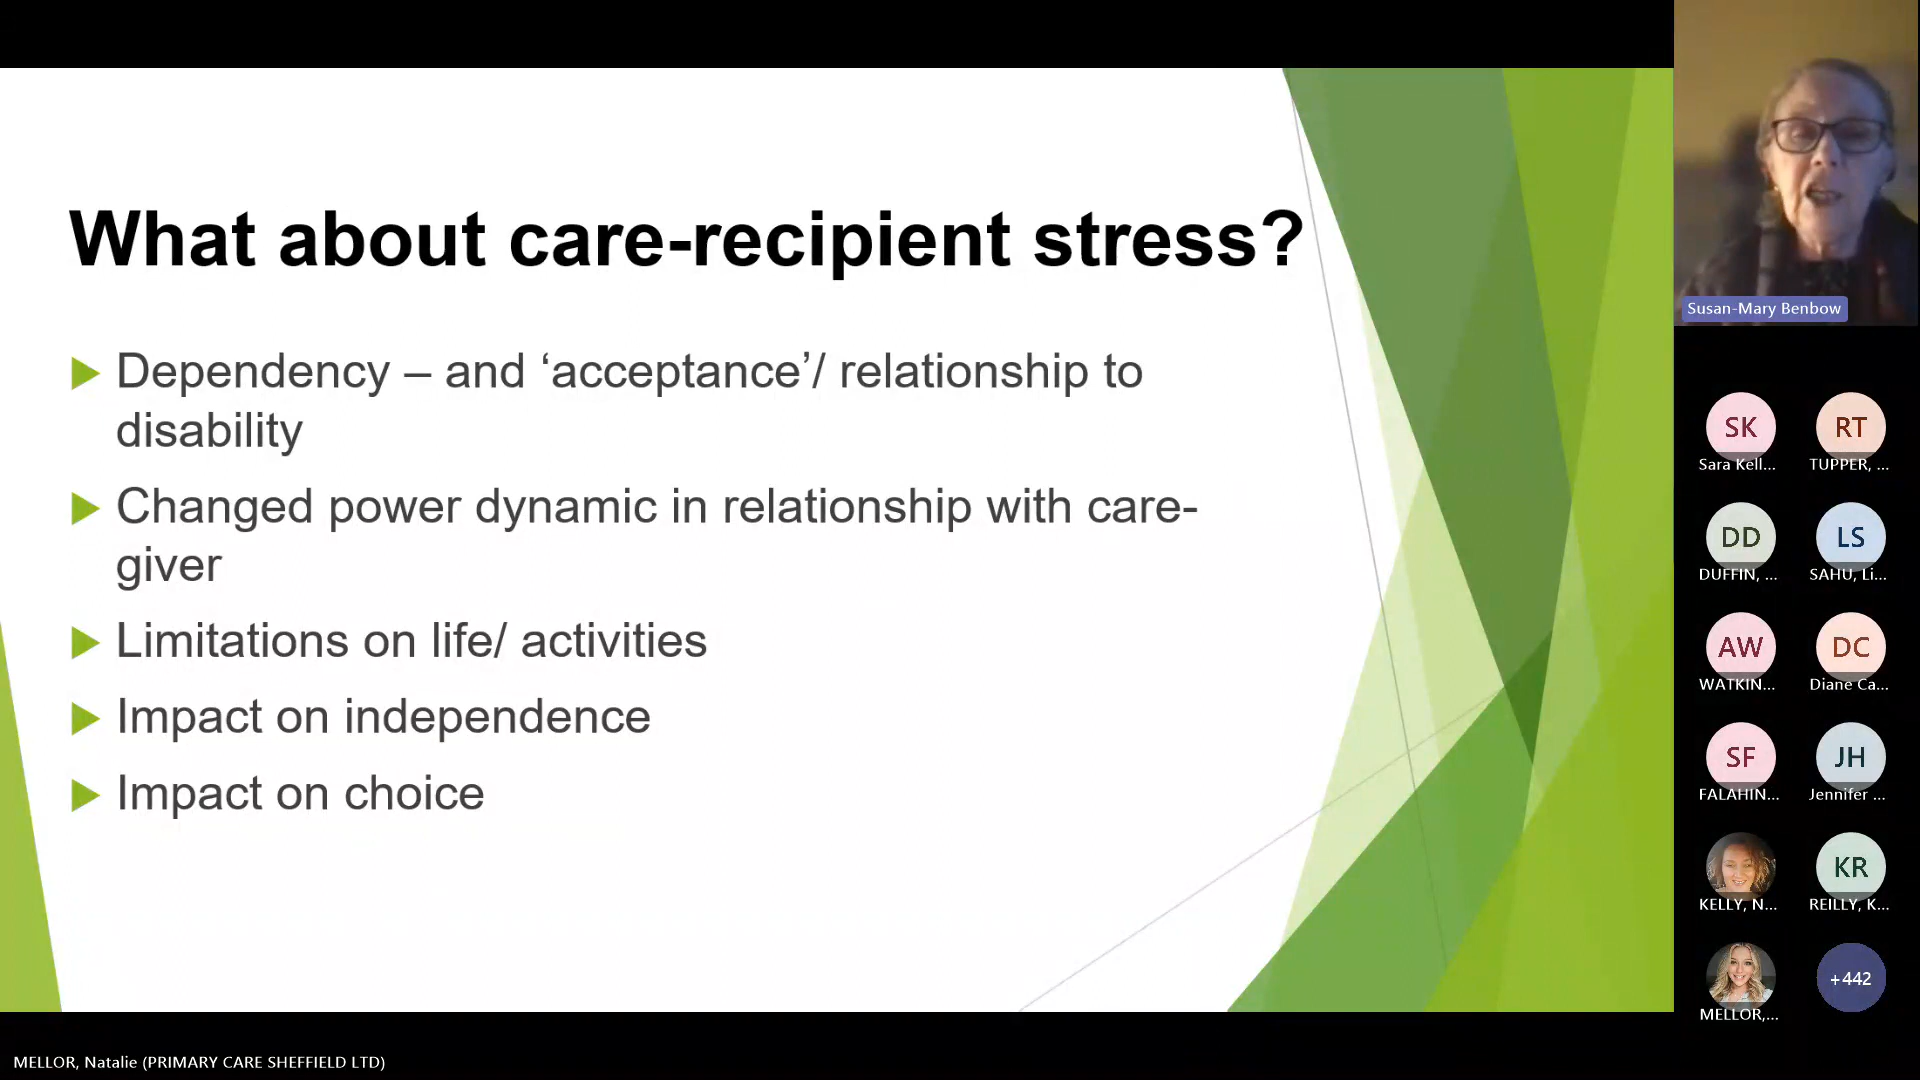 What about care-recipient stress?
Dependency – and ‘acceptance’/ relationship to
disability
Changed power dynamic in relationship with care-
giver
Limitations on life/ activities
Impact on independence
Impact on choice
Susan-Mary Benbow
SK
Sara Kell...
RT
TUPPER, ...
DD
DUFFIN, ...
LS
SAHU, Li...
AW
WATKIN...
DC
Diane Ca...
SF
FALAHIN...
JH
Jennifer ...
KELLY, N...
KR
REILLY, K...
MELLOR,...
+442
MELLOR, Natalie (PRIMARY CARE SHEFFIELD LTD)